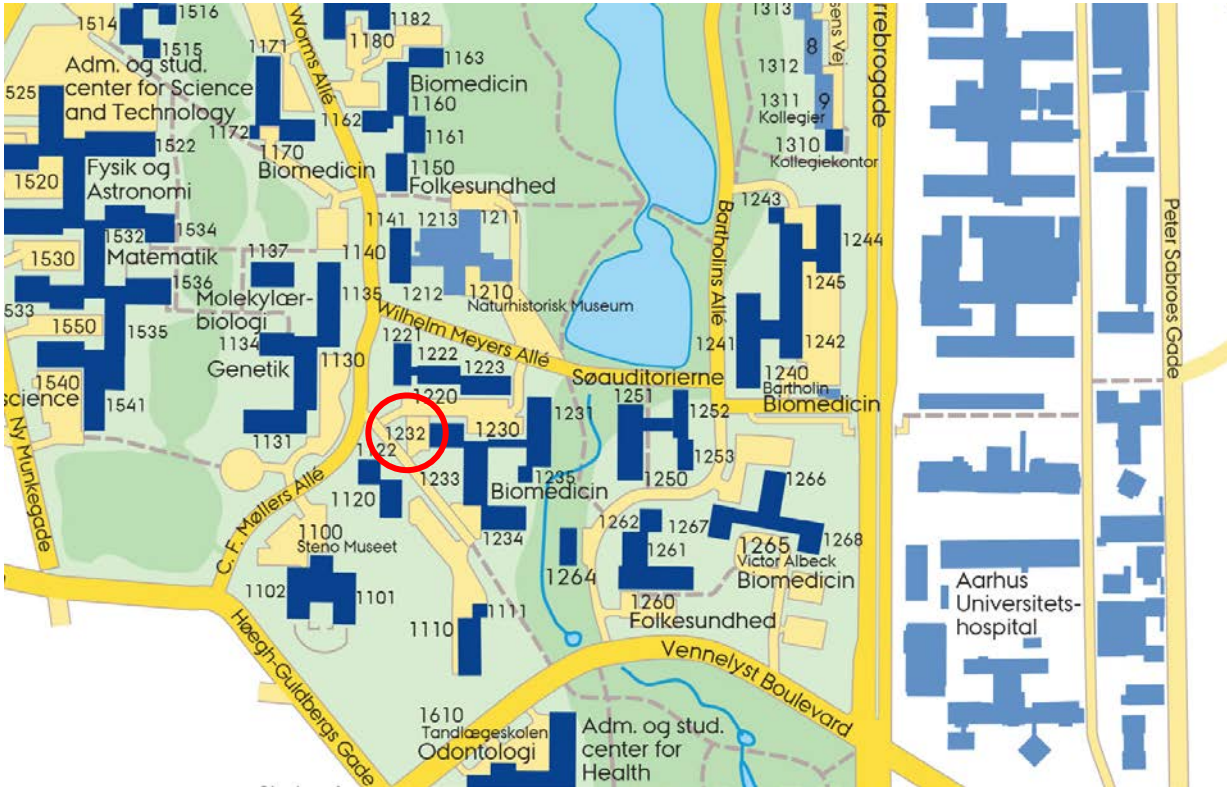 1514
1516
1515
Adm. og stud.
center for Science
and Technology
1525
1522
1520
Fysik og
Astronomi
1532
1534
Matematik
1530
1536
1533
1550
1535
1540
1541
Ny Munkegade
1171
1172
1170
Biomedicin
Worms Allé
1182
1180
1163
Biomedicin
1160
1162
1161
1150
Folkesundhed
1141
1213
1211
1140
1212
1210
Naturhistorisk Museum
1137
1135
Molekylær-
biologi
1134
Genetik
1130
1131
Wilhelm Meyers Allé
1221
1222
1223
1220
Søauditorierne
1232
1230
1231
1122
1233
1235
Biomedicin
1234
1120
C. F. Møllers Allé
1100
Steno Museet
1102
1101
1111
1110
Høegh-Guldbergs Gade
1610
Tandlægeskolen
Odontologi
Adm. og stud.
center for
Health
Vennelyst Boulevard
1313
8
1312
1311
9
Kollegier
1310
Kollegiekontor
sens Vej
rrebrogade
Bartholins Allé
1243
1244
1245
1241
1242
1240
Bartholin
Biomedicin
1251
1252
1253
1250
1266
1262
1267
1261
1265
1268
Victor Albeck
Biomedicin
1264
1260
Folkesundhed
Peter Sabroes Gade
Aarhus
Universitets-
hospital